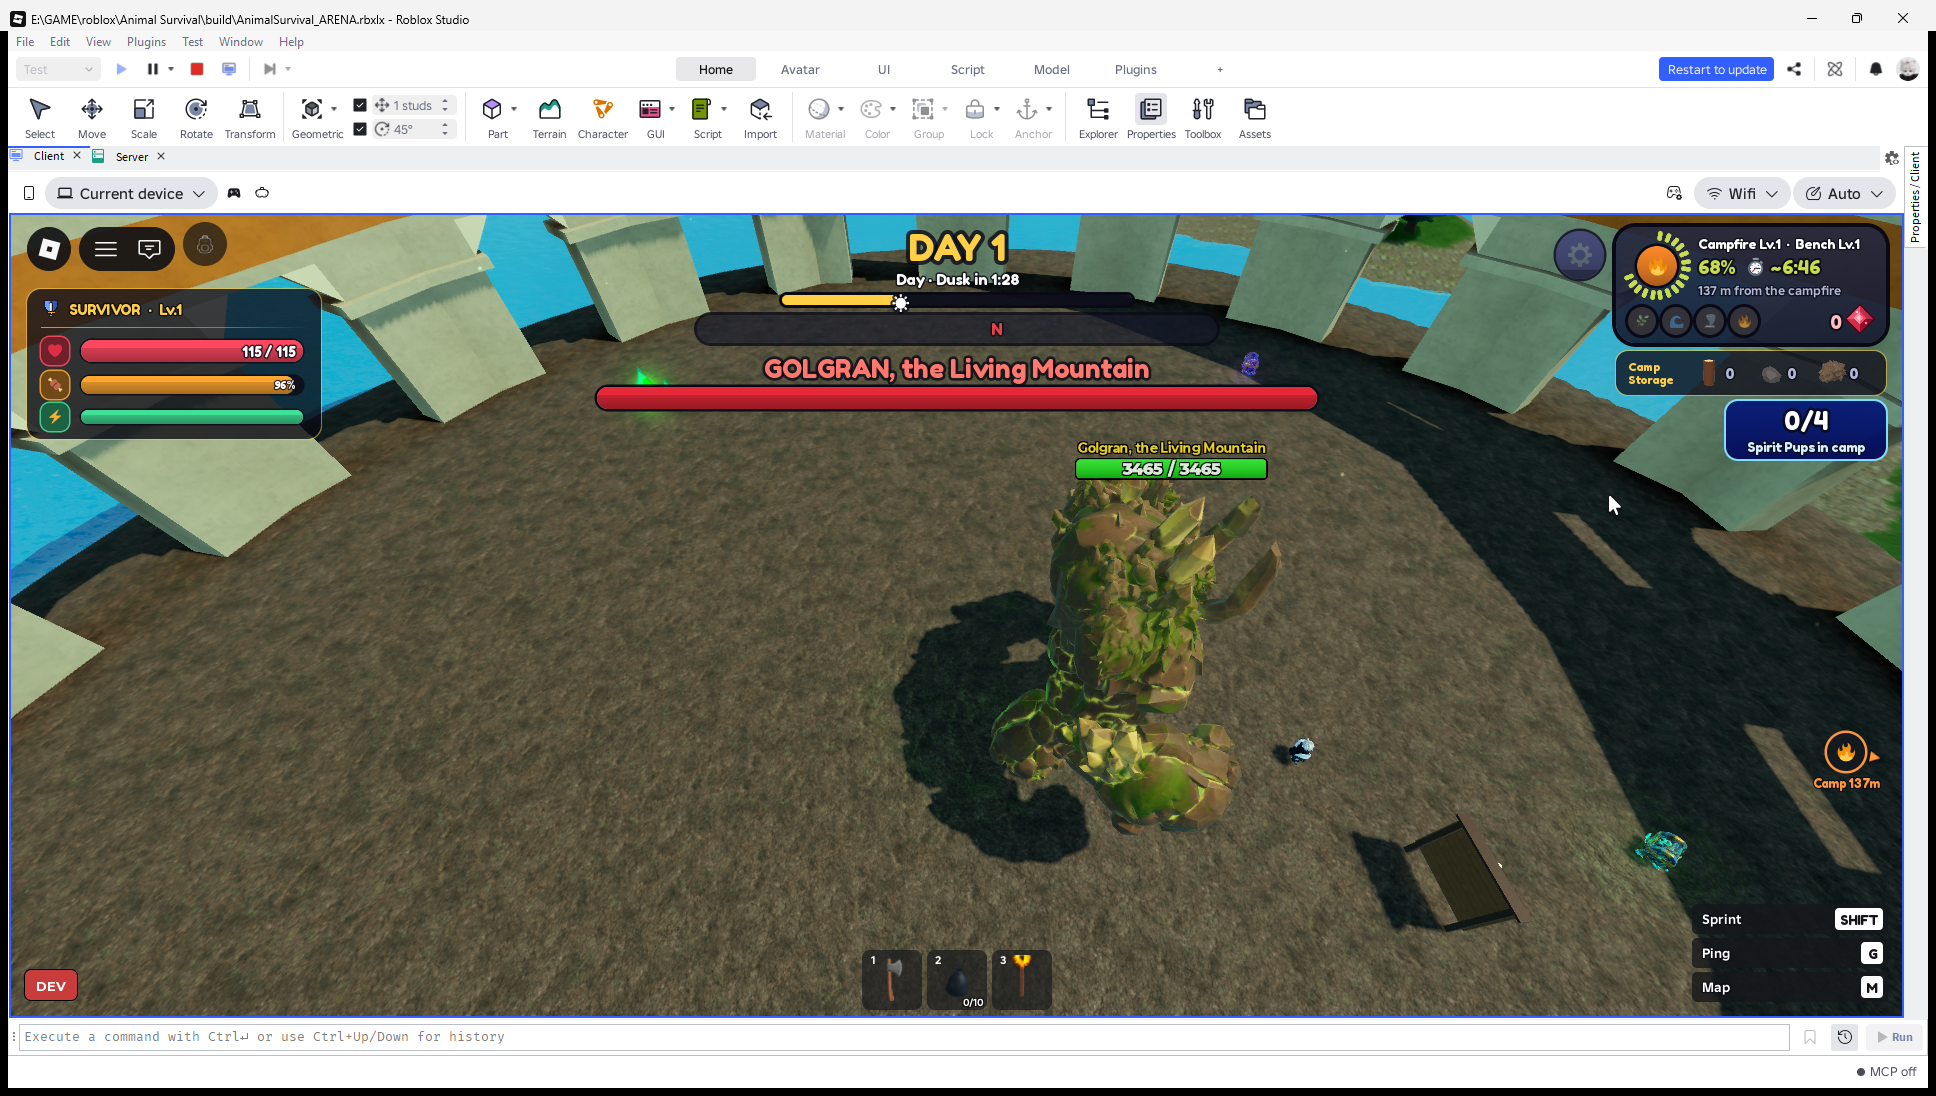 E:\GAME\roblox\Animal Survival\build\AnimalSurvival_ARENA.rbxlx - Roblox Studio
File Edit View Plugins Test Window Help
Test
Home Avatar UI Script Model Plugins +
Restart to update
Select Move Scale Rotate Transform
Geometric
1 studs
45°
Part Terrain Character GUI Script Import
Material Color Group Lock Anchor
Explorer Properties Toolbox Assets
Client Server
Properties / Client
Current device
Wifi Auto
DAY 1
Day · Dusk in 1:28
N
GOLGRAN, the Living Mountain
SURVIVOR · Lv.1
115 / 115
96%
Campfire Lv.1 · Bench Lv.1
68% ~6:46
137 m from the campfire
0
Camp Storage 0 0 0
0/4
Spirit Pups in camp
Golgran, the Living Mountain
3465 / 3465
Camp 137m
Sprint SHIFT
Ping G
Map M
1 2 3
0/10
DEV
Execute a command with Ctrl↵ or use Ctrl+Up/Down for history
Run
MCP off